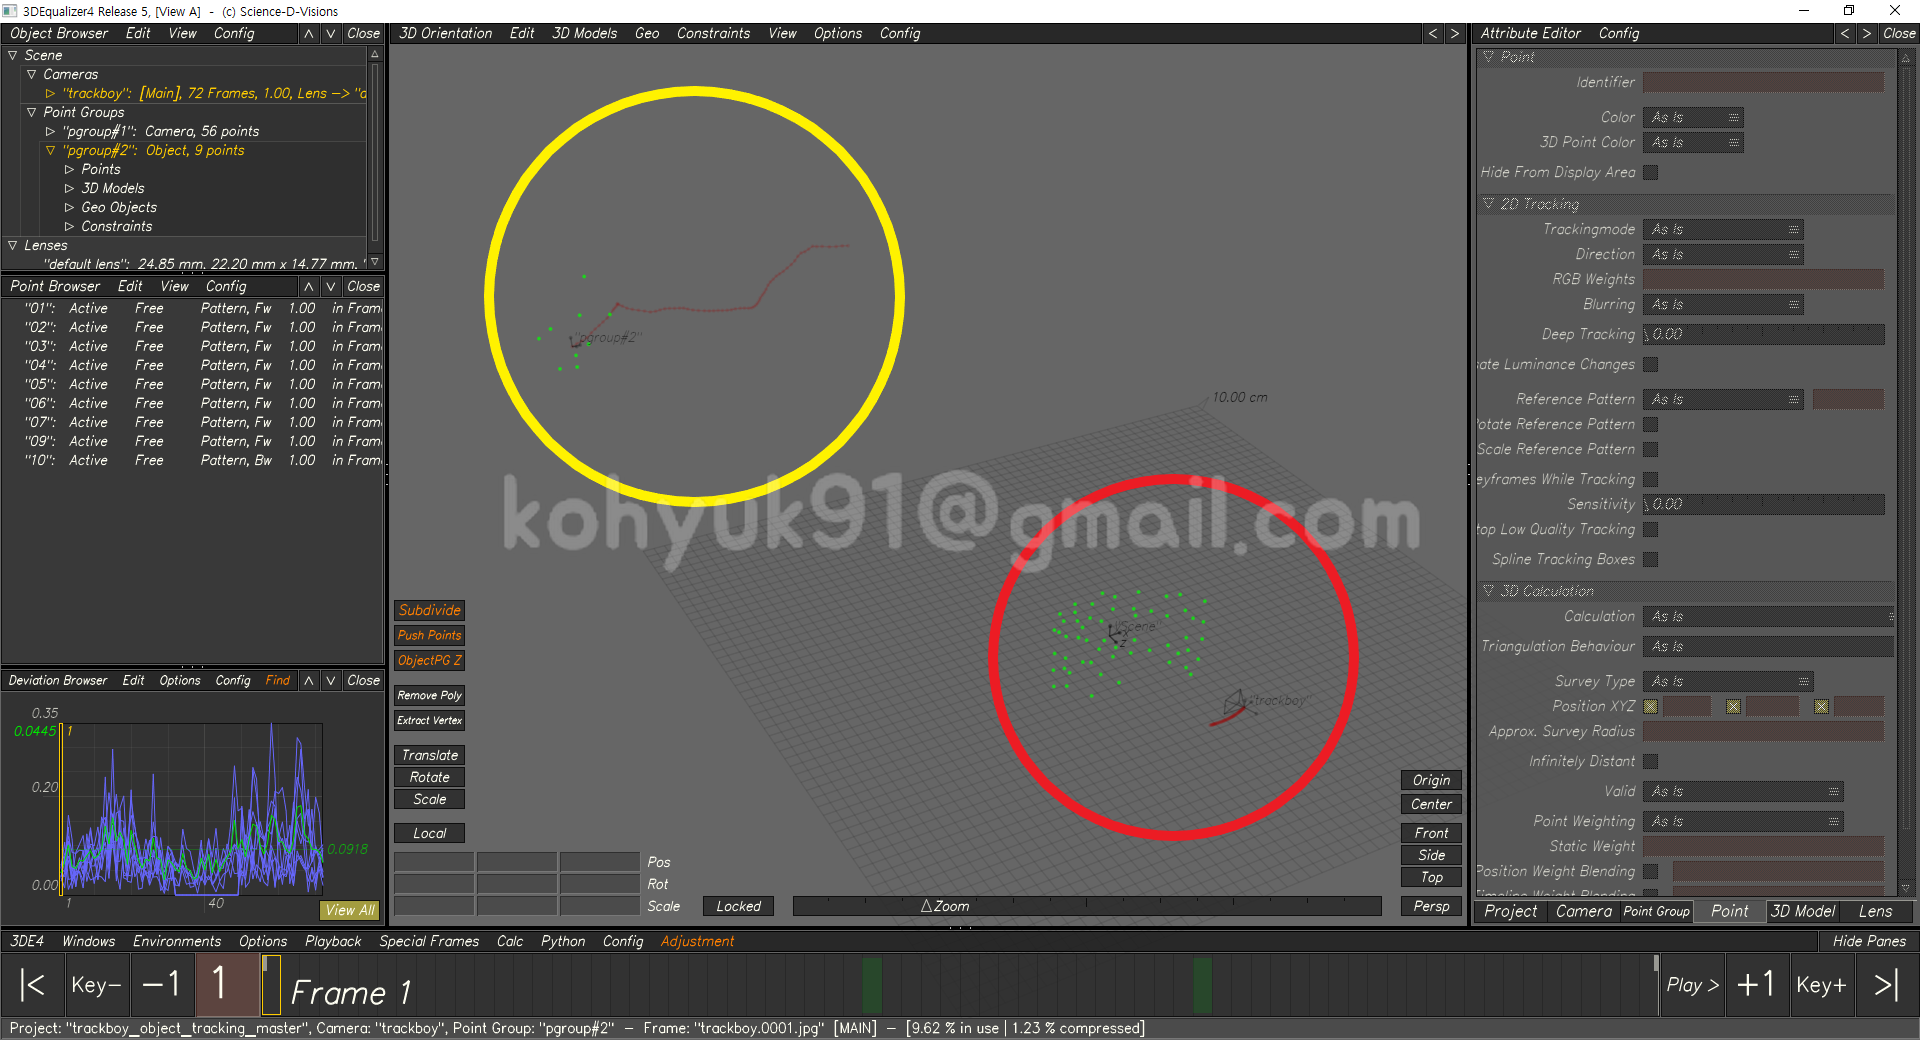 3DEqualizer4 Release 5, [View A]  -  (c) Science-D-Visions
Object Browser Edit View Config Close
Scene
Cameras
"trackboy": [Main], 72 Frames, 1.00, Lens -> "d
Point Groups
"pgroup#1": Camera, 56 points
"pgroup#2": Object, 9 points
Points
3D Models
Geo Objects
Constraints
Lenses
"default lens": 24.85 mm, 22.20 mm x 14.77 mm, "
Point Browser Edit View Config Close
"01": Active Free Pattern, Fw 1.00 in Fram
"02": Active Free Pattern, Fw 1.00 in Fram
"03": Active Free Pattern, Fw 1.00 in Fram
"04": Active Free Pattern, Fw 1.00 in Fram
"05": Active Free Pattern, Fw 1.00 in Fram
"06": Active Free Pattern, Fw 1.00 in Fram
"07": Active Free Pattern, Fw 1.00 in Fram
"09": Active Free Pattern, Fw 1.00 in Fram
"10": Active Free Pattern, Bw 1.00 in Fram
Deviation Browser Edit Options Config Find Close
0.35
0.0445 1
0.20
0.0918
0.00
1 40
View All
3D Orientation Edit 3D Models Geo Constraints View Options Config < >
"pgroup#2"
10.00 cm
kohyuk91@gmail.com
"Scene"
Z
"trackboy"
Subdivide
Push Points
ObjectPG Z
Remove Poly
Extract Vertex
Translate
Rotate
Scale
Local
Pos
Rot
Scale Locked Zoom
Origin
Center
Front
Side
Top
Persp
Attribute Editor Config < > Close
Point
Identifier
Color As Is
3D Point Color As Is
Hide From Display Area
2D Tracking
Trackingmode As Is
Direction As Is
RGB Weights
Blurring As Is
Deep Tracking 0.00
ate Luminance Changes
Reference Pattern As Is
otate Reference Pattern
Scale Reference Pattern
eyframes While Tracking
Sensitivity 0.00
top Low Quality Tracking
Spline Tracking Boxes
3D Calculation
Calculation As Is
Triangulation Behaviour As Is
Survey Type As Is
Position XYZ
Approx. Survey Radius
Infinitely Distant
Valid As Is
Point Weighting As Is
Static Weight
Position Weight Blending
Timeline Weight Blending
Project Camera Point Group Point 3D Model Lens
3DE4 Windows Environments Options Playback Special Frames Calc Python Config Adjustment Hide Panes
|< Key- -1 1 Frame 1 Play > +1 Key+ >|
Project: "trackboy_object_tracking_master", Camera: "trackboy", Point Group: "pgroup#2"  -  Frame: "trackboy.0001.jpg"  [MAIN]  -  [9.62 % in use | 1.23 % compressed]